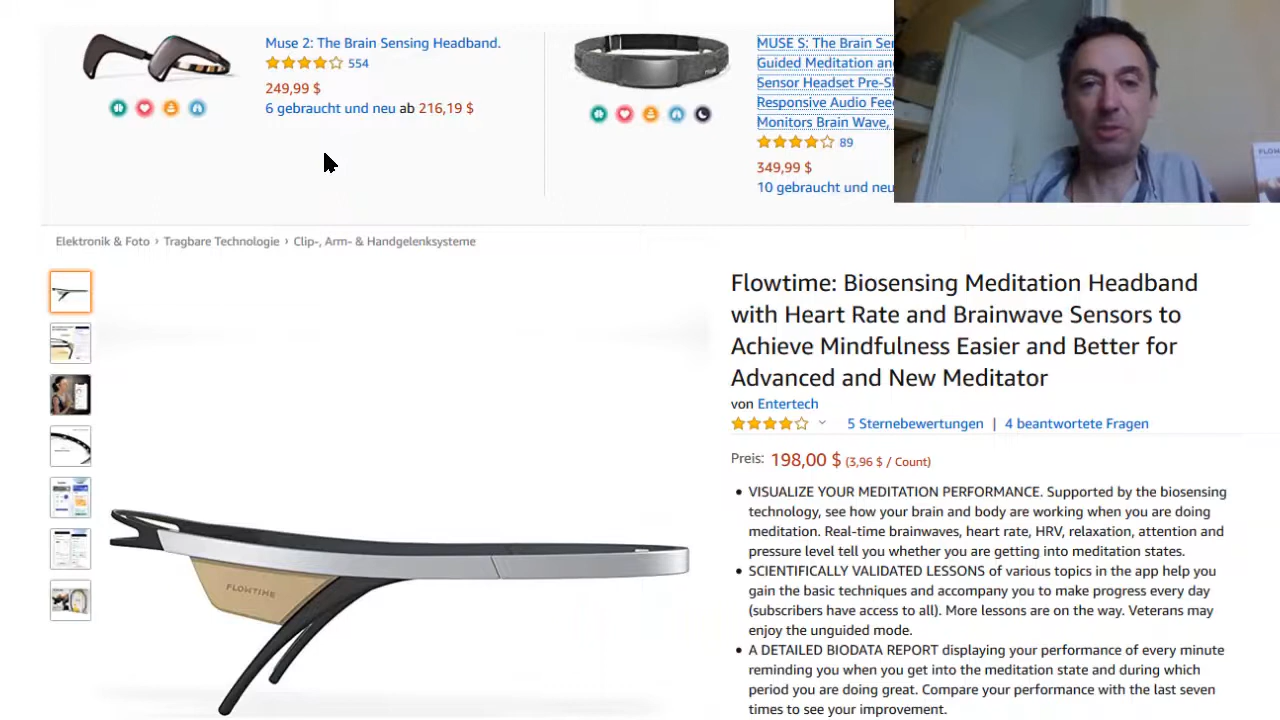 Muse 2: The Brain Sensing Headband.
554
249,99 $
6 gebraucht und neu ab 216,19 $
MUSE S: The Brain
Guided Meditation
Sensor Headset
Responsive Audio
Monitors Brain Wave,
89
349,99 $
10 gebraucht und neu
FLOW
Elektronik & Foto › Tragbare Technologie › Clip-, Arm- & Handgelenksysteme
Flowtime: Biosensing Meditation Headband
with Heart Rate and Brainwave Sensors to
Achieve Mindfulness Easier and Better for
Advanced and New Meditator
von Entertech
5 Sternebewertungen | 4 beantwortete Fragen
Preis: 198,00 $ (3,96 $ / Count)
• VISUALIZE YOUR MEDITATION PERFORMANCE. Supported by the biosensing
technology, see how your brain and body are working when you are doing
meditation. Real-time brainwaves, heart rate, HRV, relaxation, attention and
pressure level tell you whether you are getting into meditation states.
• SCIENTIFICALLY VALIDATED LESSONS of various topics in the app help you
gain the basic techniques and accompany you to make progress every day
(subscribers have access to all). More lessons are on the way. Veterans may
enjoy the unguided mode.
• A DETAILED BIODATA REPORT displaying your performance of every minute
reminding you when you get into the meditation state and during which
period you are doing great. Compare your performance with the last seven
times to see your improvement.
FLOWTIME